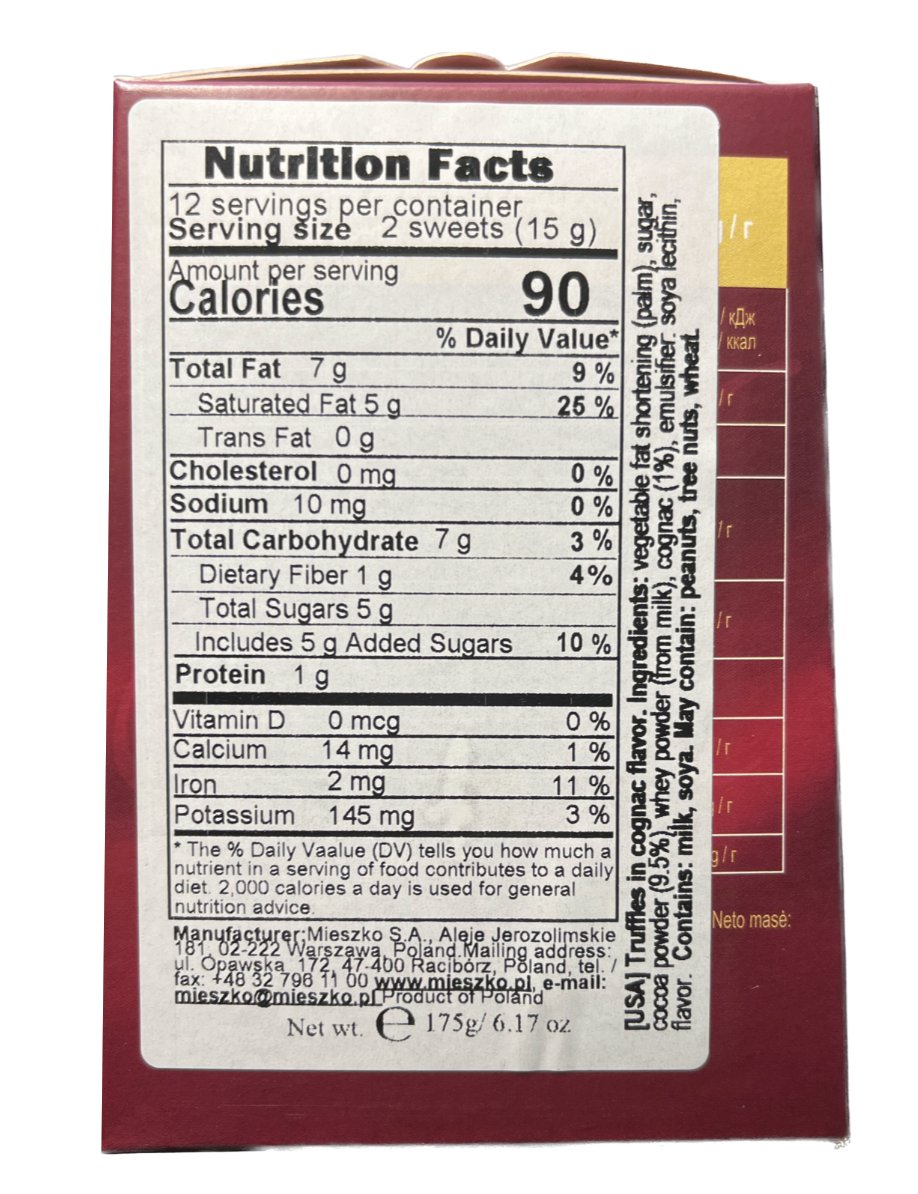 Nutrition Facts
12 servings per container
Serving size 2 sweets (15 g)
Amount per serving
Calories 90
% Daily Value*
Total Fat 7 g 9 %
Saturated Fat 5 g 25 %
Trans Fat 0 g
Cholesterol 0 mg 0 %
Sodium 10 mg 0 %
Total Carbohydrate 7 g 3 %
Dietary Fiber 1 g 4%
Total Sugars 5 g
Includes 5 g Added Sugars 10 %
Protein 1 g
Vitamin D 0 mcg 0 %
Calcium 14 mg 1 %
Iron 2 mg 11 %
Potassium 145 mg 3 %
* The % Daily Vaalue (DV) tells you how much a
nutrient in a serving of food contributes to a daily
diet. 2,000 calories a day is used for general
nutrition advice.
Manufacturer:Mieszko S.A., Aleje Jerozolimskie
181, 02-222 Warszawa, Poland.Mailing address:
ul. Opawska 172, 47-400 Racibórz, Poland, tel. /
fax: +48 32 798 11 00 www.mieszko.pl, e-mail:
mieszko@mieszko.pl Product of Poland
Net wt. e 175g/ 6.17 oz
[USA] Truffles in cognac flavor. Ingredients: vegetable fat shortening (palm), sugar,
cocoa powder (9.5%), whey powder (from milk), cognac (1%), emulsifier: soya lecithin,
flavor. Contains: milk, soya. May contain: peanuts, tree nuts, wheat.
/ г
/ кДж
/ ккал
/ г
/ г
/ г
/ г
/ г
g / г
Neto masė: